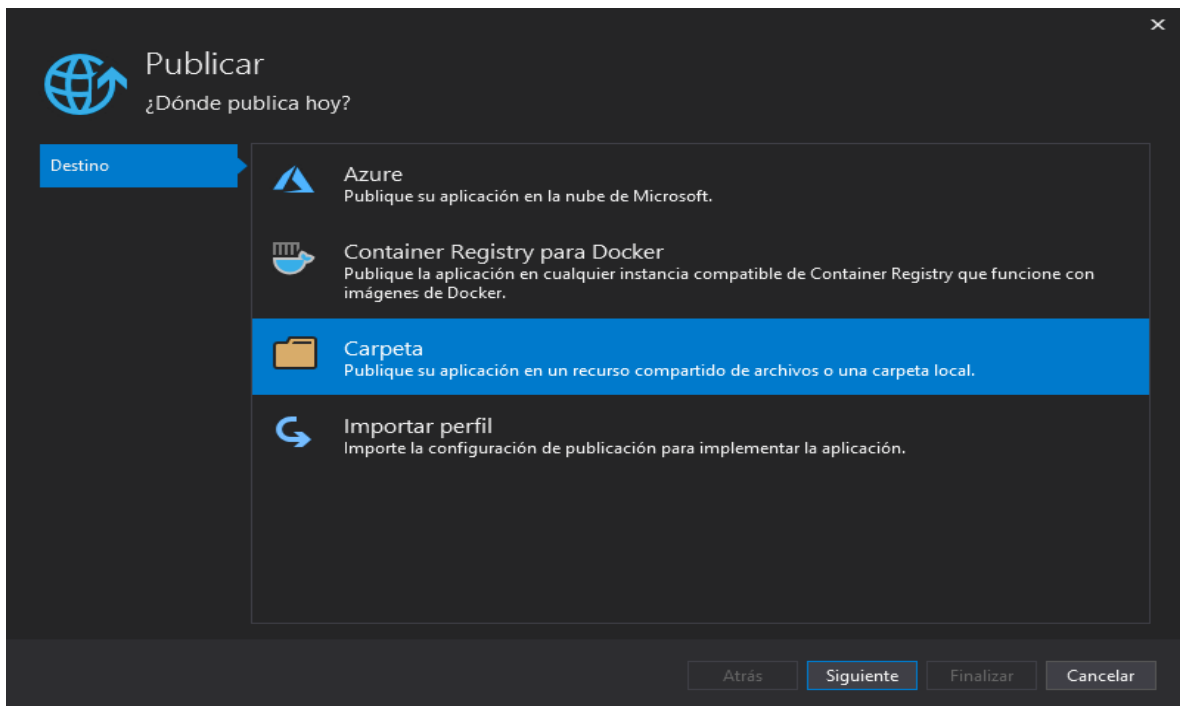 Publicar
¿Dónde publica hoy?
Destino
Azure
Publique su aplicación en la nube de Microsoft.
Container Registry para Docker
Publique la aplicación en cualquier instancia compatible de Container Registry que funcione con
imágenes de Docker.
Carpeta
Publique su aplicación en un recurso compartido de archivos o una carpeta local.
Importar perfil
Importe la configuración de publicación para implementar la aplicación.
Atrás
Siguiente
Finalizar
Cancelar